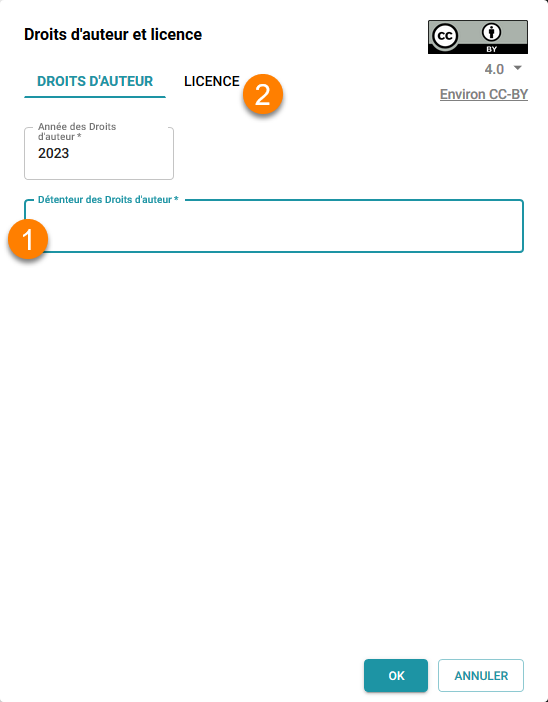 Droits d'auteur et licence
CC
BY
DROITS D'AUTEUR
LICENCE
2
4.0
Environ CC-BY
Année des Droits
d'auteur *
2023
Détenteur des Droits d'auteur *
1
OK
ANNULER